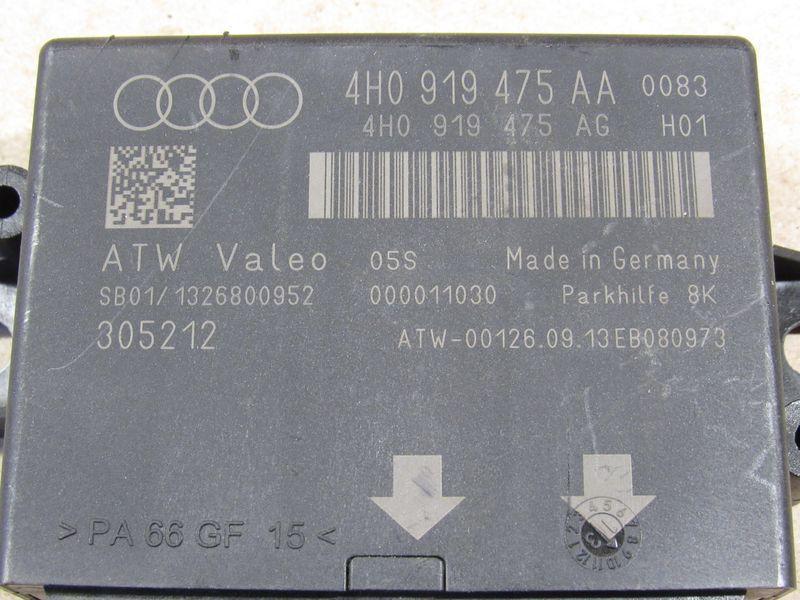 4H0 919 475 AA 0083
4H0 919 475 AG H01
ATW Valeo 05S Made in Germany
SB01/1326800952 000011030 Parkhilfe 8K
305212 ATW-00126.09.13EB080973
>PA 66 GF 15<